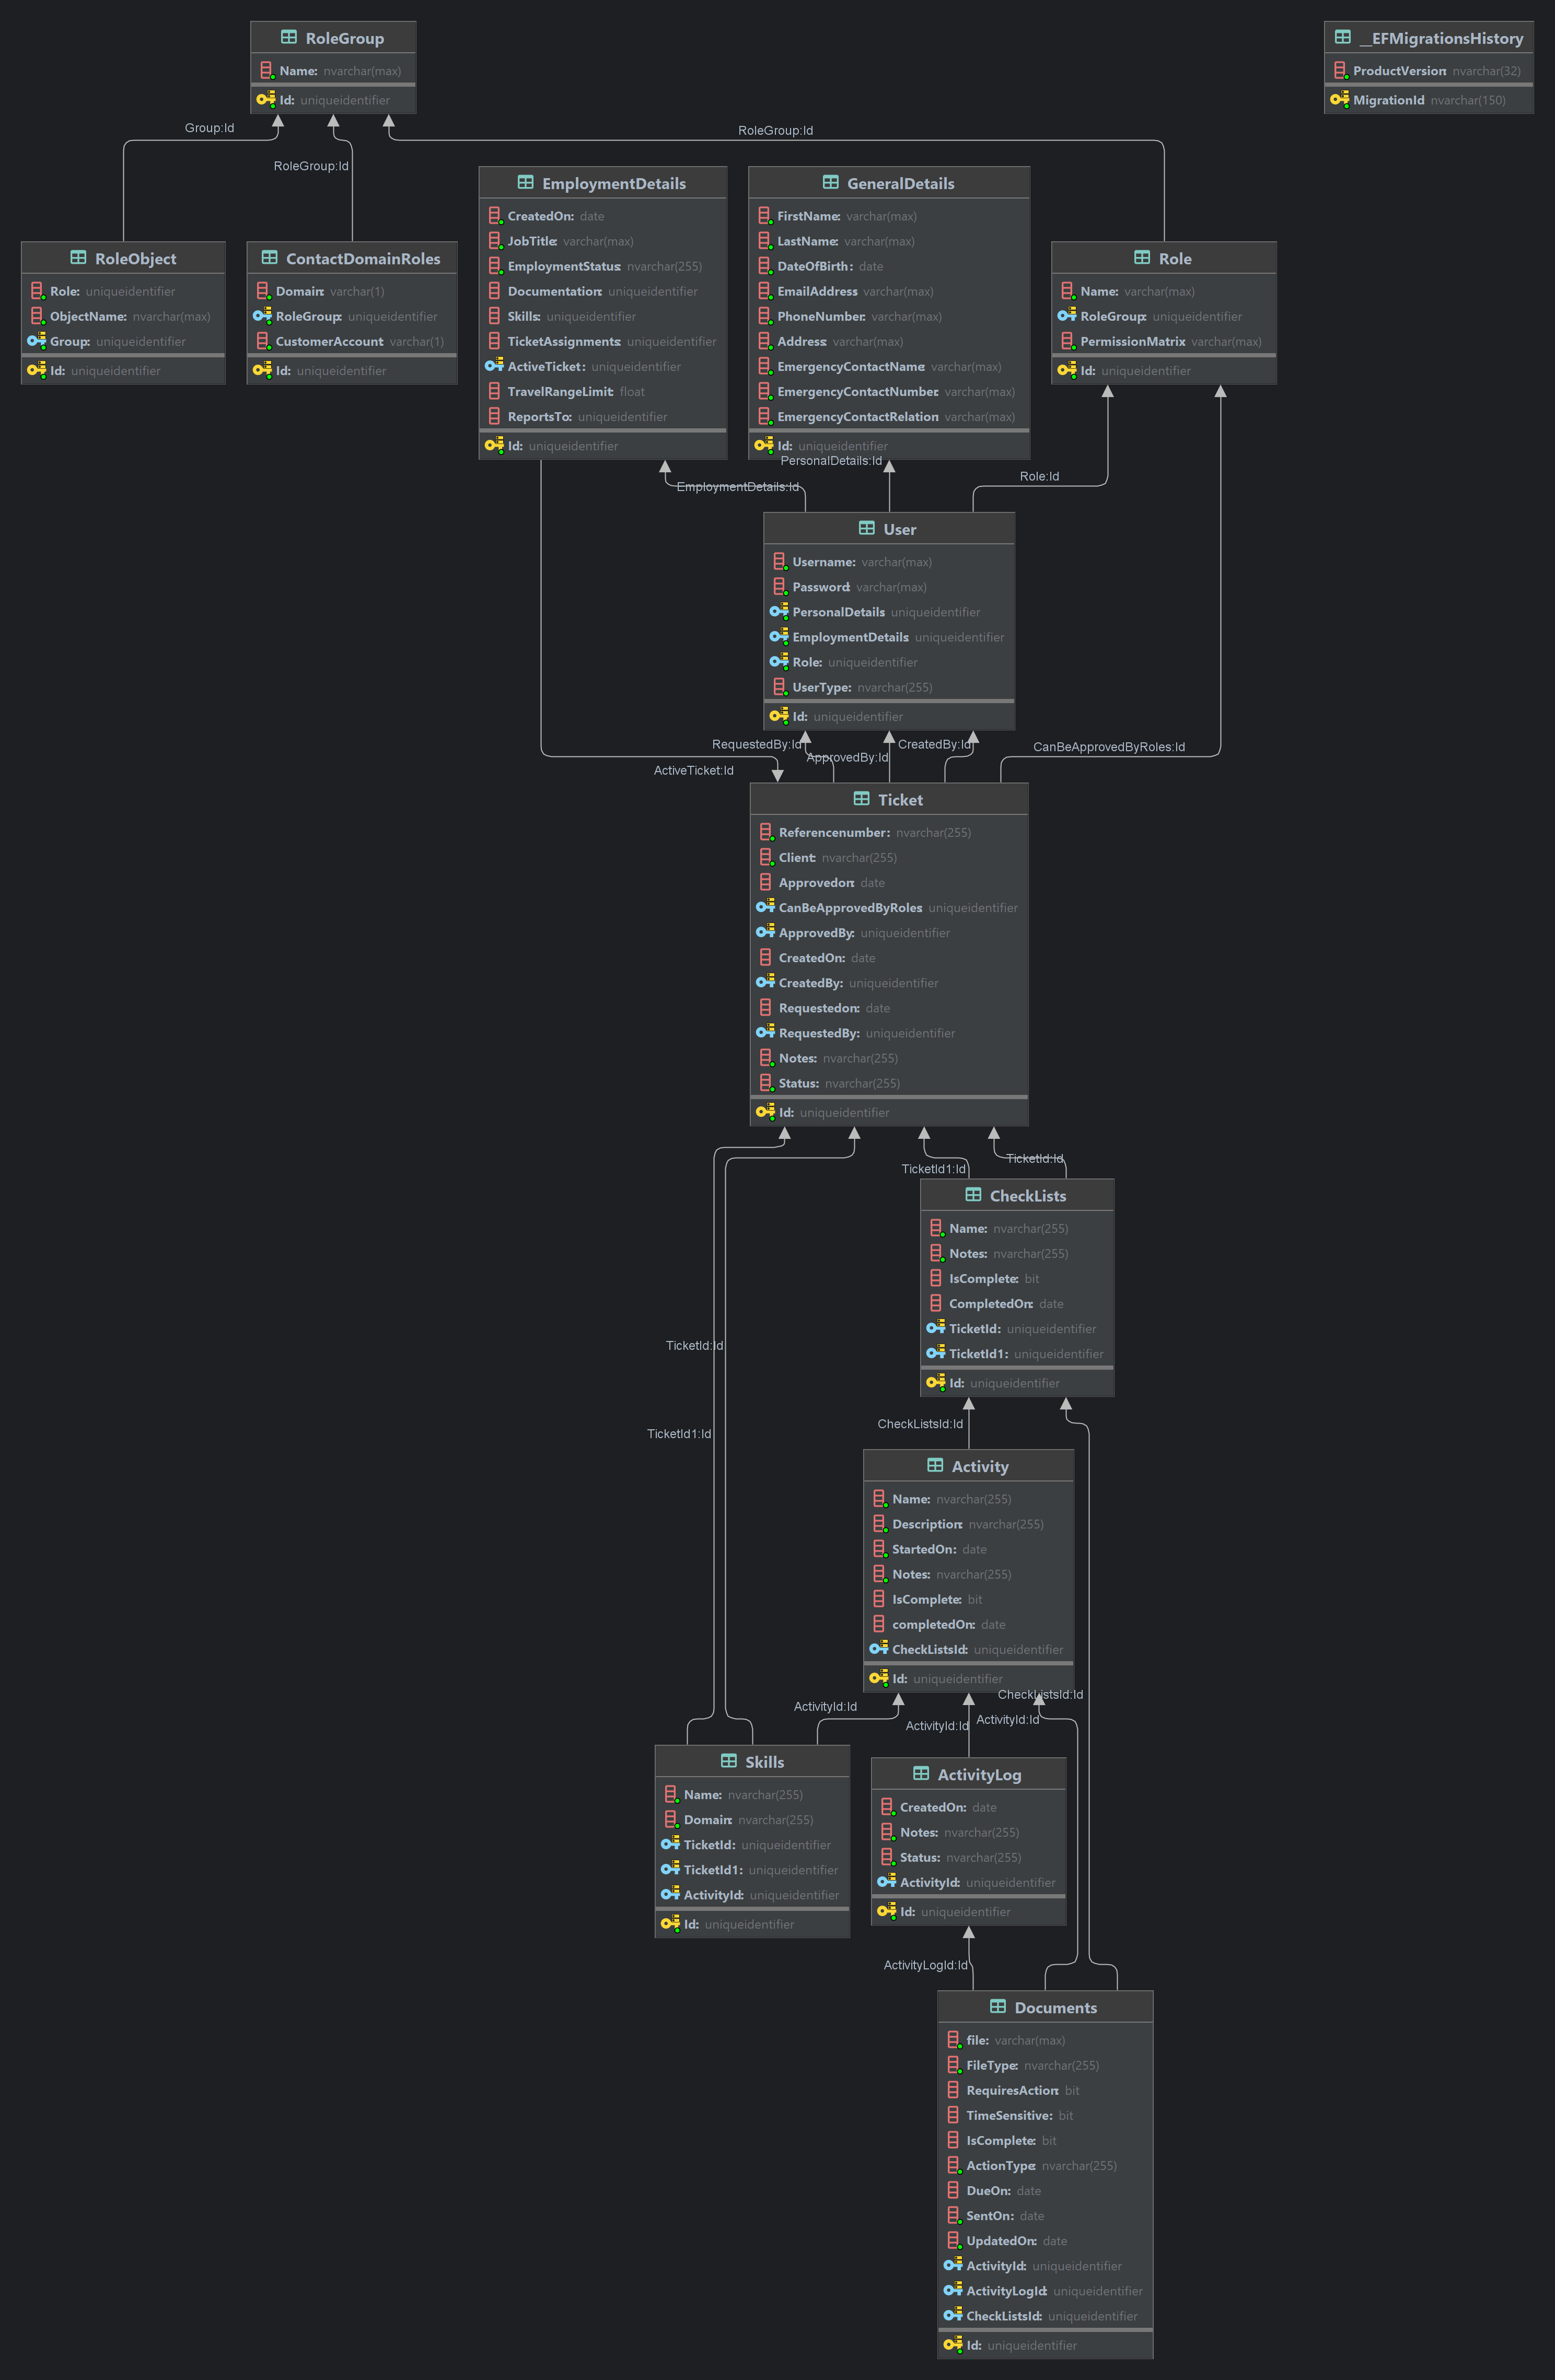 RoleGroup
Name: nvarchar(max)
Id: uniqueidentifier
__EFMigrationsHistory
ProductVersion: nvarchar(32)
MigrationId nvarchar(150)
Group:Id
RoleGroup:Id
RoleGroup:Id
RoleObject
Role: uniqueidentifier
ObjectName: nvarchar(max)
Group: uniqueidentifier
Id: uniqueidentifier
ContactDomainRoles
Domain: varchar(1)
RoleGroup: uniqueidentifier
CustomerAccount varchar(1)
Id: uniqueidentifier
EmploymentDetails
CreatedOn: date
JobTitle: varchar(max)
EmploymentStatus: nvarchar(255)
Documentation: uniqueidentifier
Skills: uniqueidentifier
TicketAssignments: uniqueidentifier
ActiveTicket: uniqueidentifier
TravelRangeLimit: float
ReportsTo: uniqueidentifier
Id: uniqueidentifier
GeneralDetails
FirstName: varchar(max)
LastName: varchar(max)
DateOfBirth: date
EmailAddress varchar(max)
PhoneNumber: varchar(max)
Address: varchar(max)
EmergencyContactName: varchar(max)
EmergencyContactNumber: varchar(max)
EmergencyContactRelation: varchar(max)
Id: uniqueidentifier
Role
Name: varchar(max)
RoleGroup: uniqueidentifier
PermissionMatrix varchar(max)
Id: uniqueidentifier
EmploymentDetails:Id
PersonalDetails:Id
Role:Id
User
Username: varchar(max)
Password: varchar(max)
PersonalDetails uniqueidentifier
EmploymentDetails: uniqueidentifier
Role: uniqueidentifier
UserType: nvarchar(255)
Id: uniqueidentifier
ActiveTicket:Id
RequestedBy:Id
ApprovedBy:Id
CreatedBy:Id
CanBeApprovedByRoles:Id
Ticket
Referencenumber: nvarchar(255)
Client: nvarchar(255)
Approvedon: date
CanBeApprovedByRoles: uniqueidentifier
ApprovedBy: uniqueidentifier
CreatedOn: date
CreatedBy: uniqueidentifier
Requestedon: date
RequestedBy: uniqueidentifier
Notes: nvarchar(255)
Status: nvarchar(255)
Id: uniqueidentifier
TicketId1:Id
TicketId:Id
CheckLists
Name: nvarchar(255)
Notes: nvarchar(255)
IsComplete: bit
CompletedOn: date
TicketId: uniqueidentifier
TicketId1: uniqueidentifier
Id: uniqueidentifier
TicketId:Id
TicketId1:Id
CheckListsId:Id
Activity
Name: nvarchar(255)
Description: nvarchar(255)
StartedOn: date
Notes: nvarchar(255)
IsComplete: bit
completedOn: date
CheckListsId: uniqueidentifier
Id: uniqueidentifier
CheckListsId:Id
ActivityId:Id
ActivityId:Id
ActivityId:Id
Skills
Name: nvarchar(255)
Domain: nvarchar(255)
TicketId: uniqueidentifier
TicketId1: uniqueidentifier
ActivityId: uniqueidentifier
Id: uniqueidentifier
ActivityLog
CreatedOn: date
Notes: nvarchar(255)
Status: nvarchar(255)
ActivityId: uniqueidentifier
Id: uniqueidentifier
ActivityLogId:Id
Documents
file: varchar(max)
FileType: nvarchar(255)
RequiresAction: bit
TimeSensitive: bit
IsComplete: bit
ActionType: nvarchar(255)
DueOn: date
SentOn: date
UpdatedOn: date
ActivityId: uniqueidentifier
ActivityLogId: uniqueidentifier
CheckListsId: uniqueidentifier
Id: uniqueidentifier